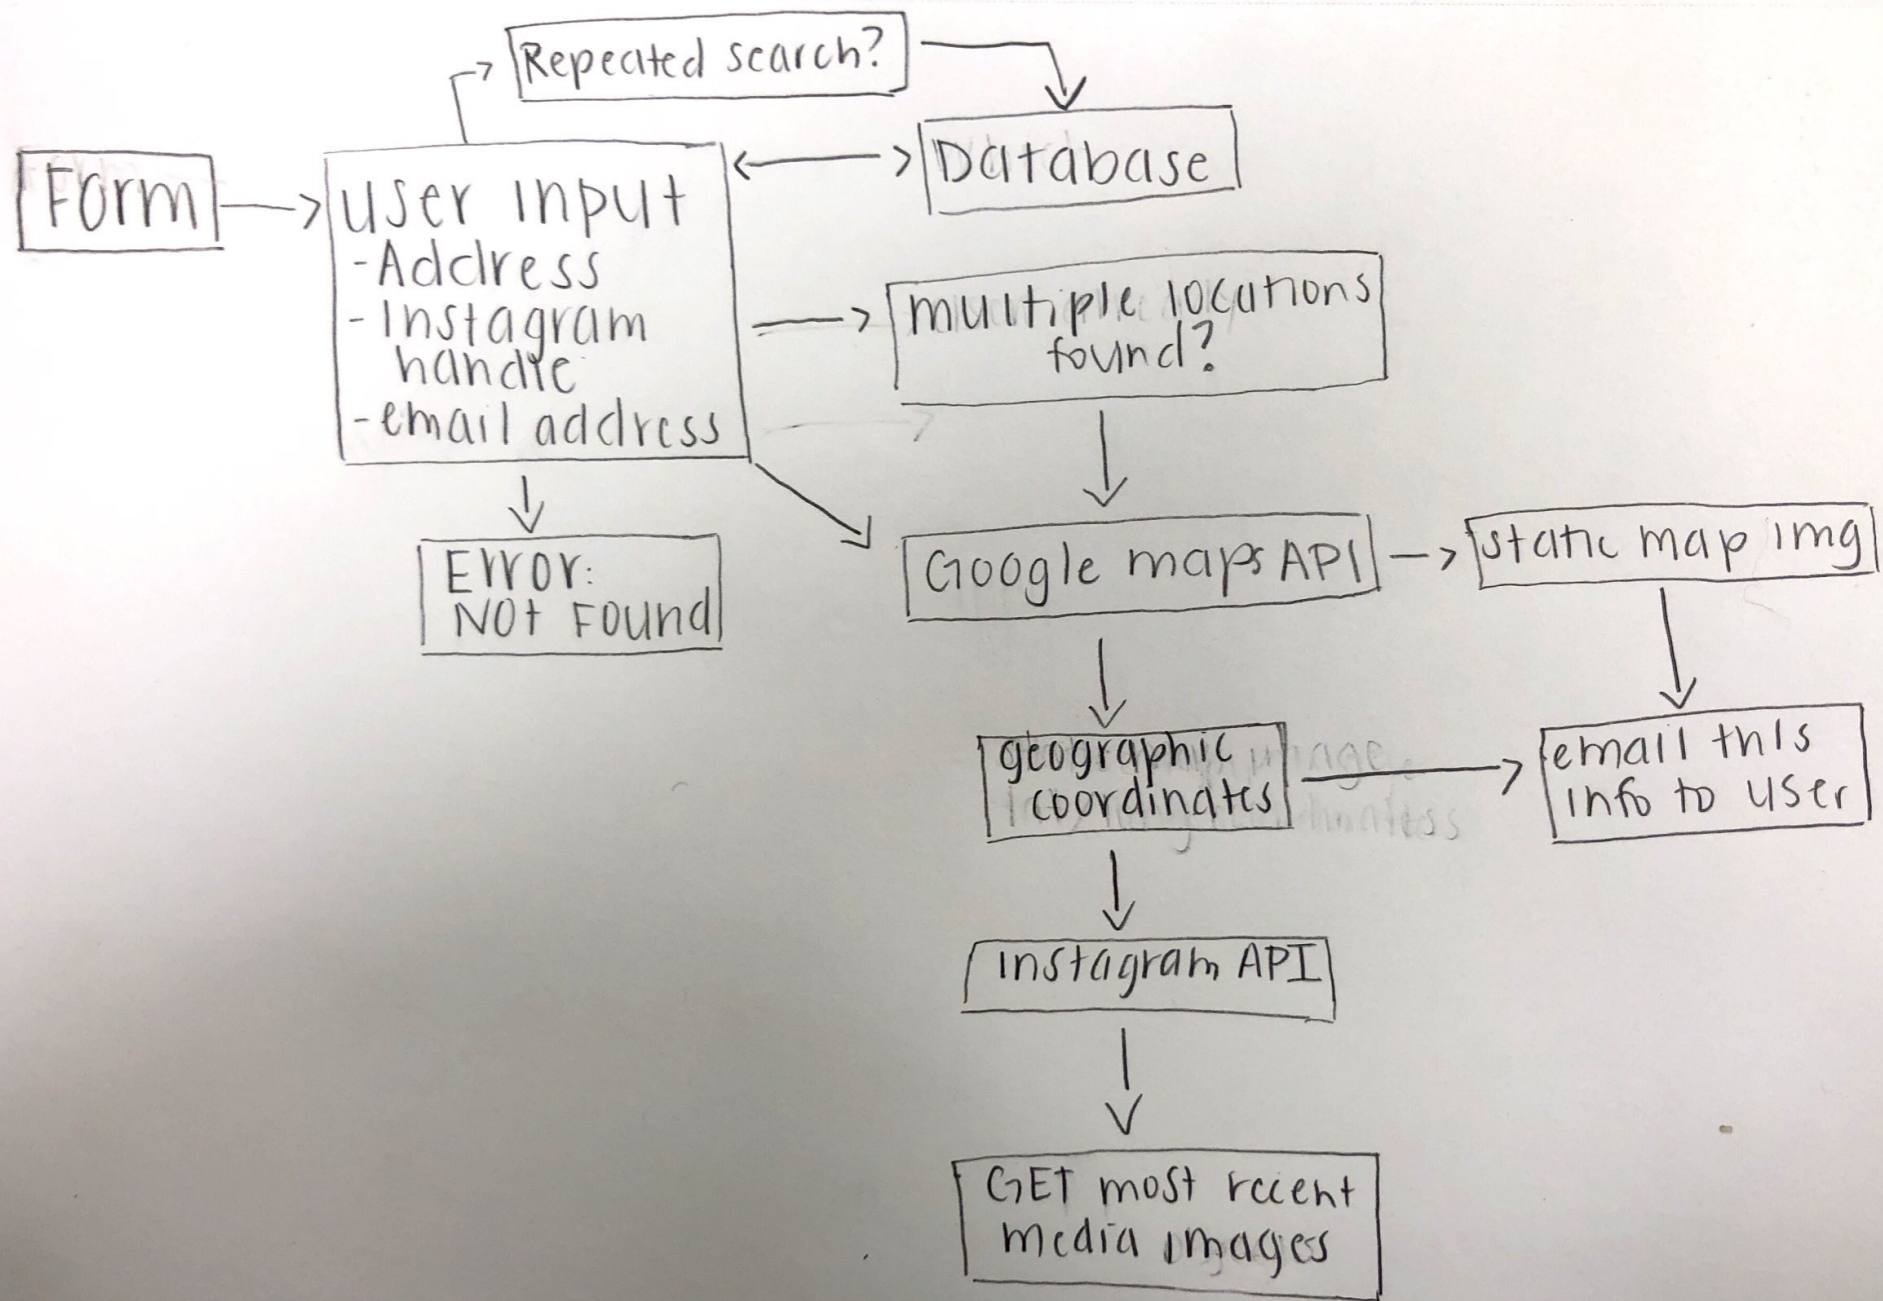 Repeated search?
Form
user input
- Address
- Instagram
handle
- email address
Database
multiple locations
found?
Error:
Not Found
Google maps API
static map img
geographic
coordinates
email this
info to user
instagram API
GET most recent
media images